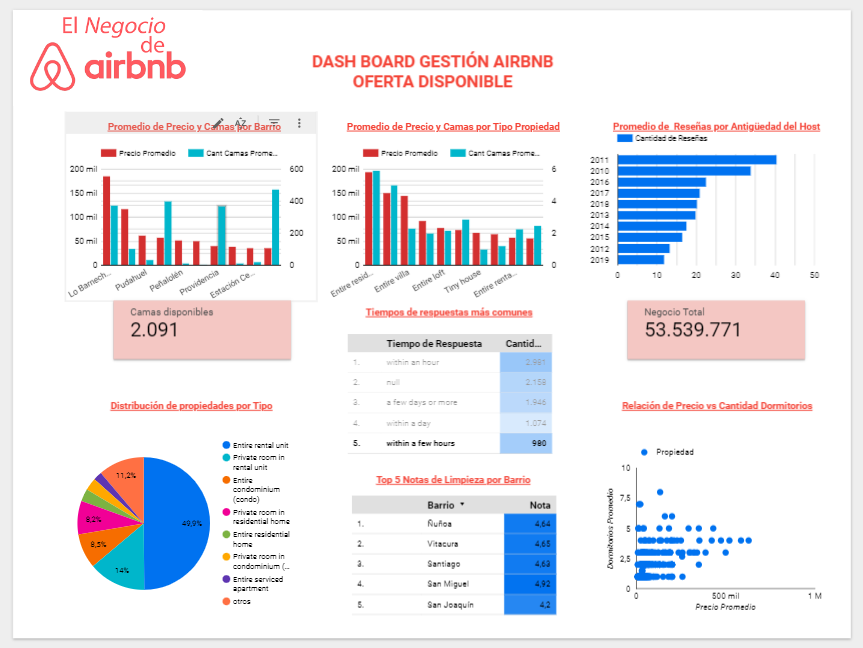 El Negocio
de
airbnb
DASH BOARD GESTIÓN AIRBNB
OFERTA DISPONIBLE
Promedio de Precio y Camas por Barrio
Precio Promedio
Cant Camas Prome...
200 mil
150 mil
100 mil
50 mil
0
600
400
200
0
Lo Barnech...
Pudahuel
Peñalolén
Providencia
Estación Ce...
Promedio de Precio y Camas por Tipo Propiedad
Precio Promedio
Cant Camas Prome...
200 mil
150 mil
100 mil
50 mil
0
6
4
2
0
Entire resid...
Entire villa
Entire loft
Tiny house
Entire renta...
Promedio de Reseñas por Antigüedad del Host
Cantidad de Reseñas
2011
2010
2016
2017
2018
2013
2014
2015
2012
2019
0 10 20 30 40 50
Camas disponibles
2.091
Tiempos de respuestas más comunes
Tiempo de Respuesta Cantid...
1. within an hour 2.981
2. null 2.158
3. a few days or more 1.946
4. within a day 1.074
5. within a few hours 980
Negocio Total
53.539.771
Distribución de propiedades por Tipo
49,9%
14%
8,3%
8,2%
11,2%
Entire rental unit
Private room in
rental unit
Entire
condominium
(condo)
Private room in
residential home
Entire residential
home
Private room in
condominium (...
Entire serviced
apartment
otros
Top 5 Notas de Limpieza por Barrio
Barrio Nota
1. Ñuñoa 4,64
2. Vitacura 4,65
3. Santiago 4,63
4. San Miguel 4,92
5. San Joaquín 4,2
Relación de Precio vs Cantidad Dormitorios
Propiedad
Dormitorios Promedio
10
7,5
5
2,5
0
0 500 mil 1 M
Precio Promedio